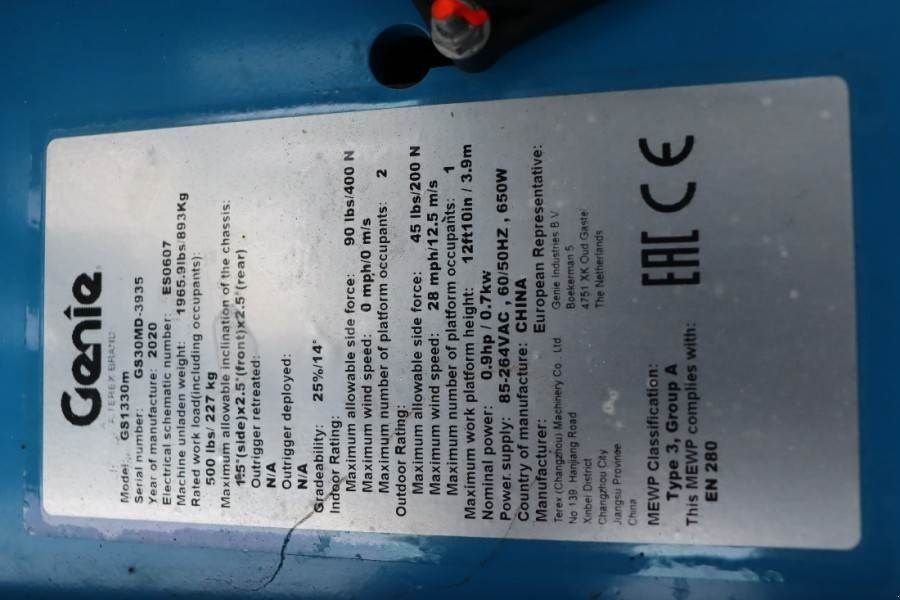 Genie
A TEREX BRAND
Model: GS1330m
Serial number: GS30MD-3935
Year of manufacture: 2020
Electrical schematic number: ES0607
Machine unladen weight: 1965.9lbs/893Kg
Rated work load(including occupants):
500 lbs/ 227 kg
Maximum allowable inclination of the chassis:
1.5°(side)x2.5°(front)x2.5°(rear)
Outrigger retreated:
N/A
Outrigger deployed:
N/A
Gradeability: 25%/14°
Indoor Rating:
Maximum allowable side force: 90 lbs/400 N
Maximum wind speed: 0 mph/0 m/s
Maximum number of platform occupants: 2
Outdoor Rating:
Maximum allowable side force: 45 lbs/200 N
Maximum wind speed: 28 mph/12.5 m/s
Maximum number of platform occupants: 1
Maximum work platform height: 12ft10in / 3.9m
Nominal power: 0.9hp / 0.7kw
Power supply: 85-264VAC , 60/50HZ , 650W
Country of manufacture: CHINA
Manufacturer:
Terex (Changzhou) Machinery Co., Ltd
No 139 Hanjiang Road
Xinbei District
Changzhou City
Jiangsu Province
China
European Representative:
Genie Industries B.V
Boekerman 5
4751 XK Oud Gastel
The Netherlands
MEWP Classification:
Type 3, Group A
This MEWP complies with:
EN 280
EAC CE